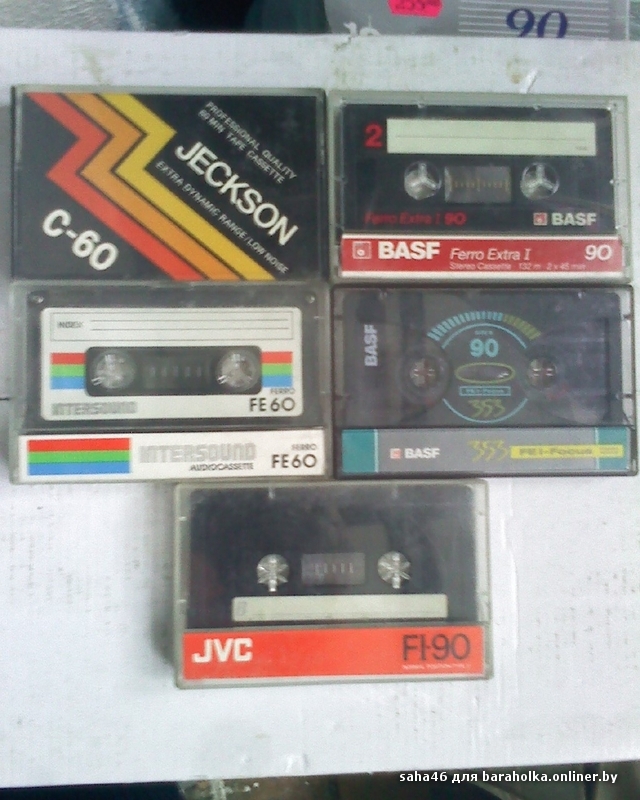 90
PROFESSIONAL QUALITY
60 MIN TAPE CASSETTE
JECKSON
EXTRA DYNAMIC RANGE/LOW NOISE
C-60
2
Ferro Extra I 90
BASF
BASF Ferro Extra I 90
Stereo Cassette 132 m 2 x 45 min
INDEX:
INTERSOUND
FERRO
FE 60
INTERSOUND
AUDIOCASSETTE
FERRO
FE 60
BASF
90
FEI-Focus
353
BASF 353 FEI-Focus
JVC
FI-90
saha46 для baraholka.onliner.by